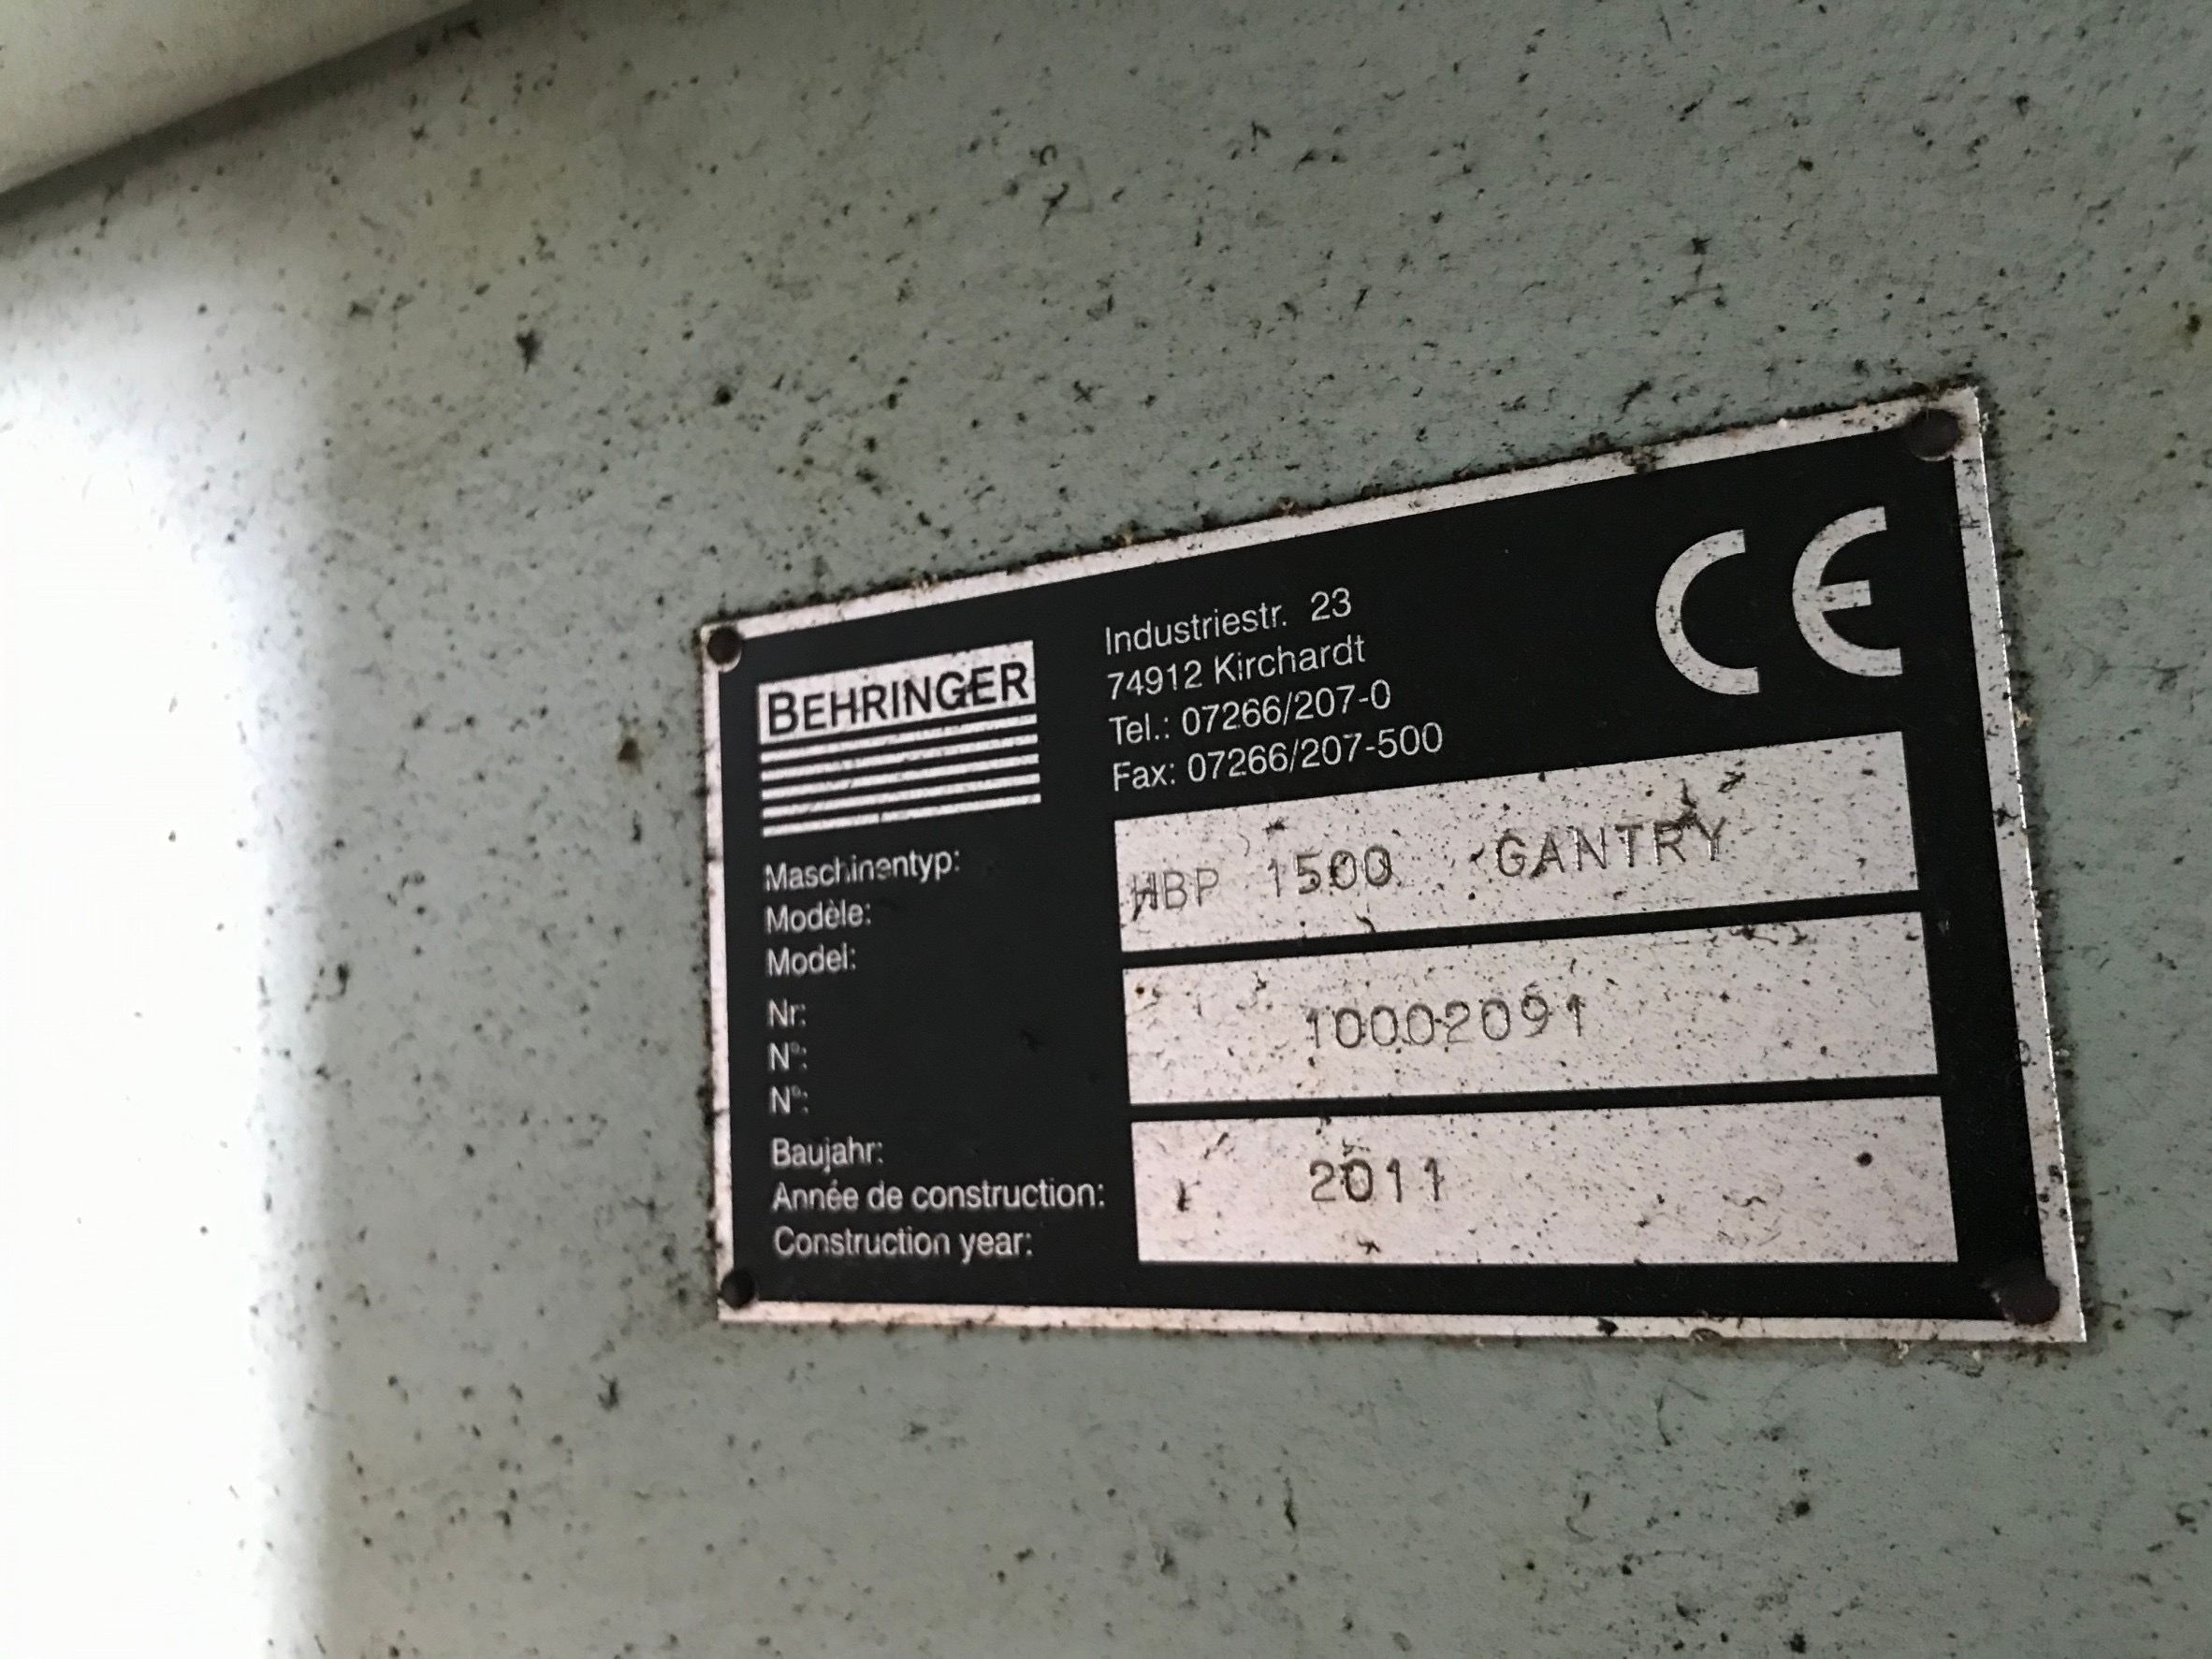 BEHRINGER
Industriestr. 23
74912 Kirchardt
Tel.: 07266/207-0
Fax: 07266/207-500
CE
Maschinentyp:
Modèle:
Model:
HBP 1500 GANTRY
Nr:
N°:
N°:
10002091
Baujahr:
Année de construction:
Construction year:
2011